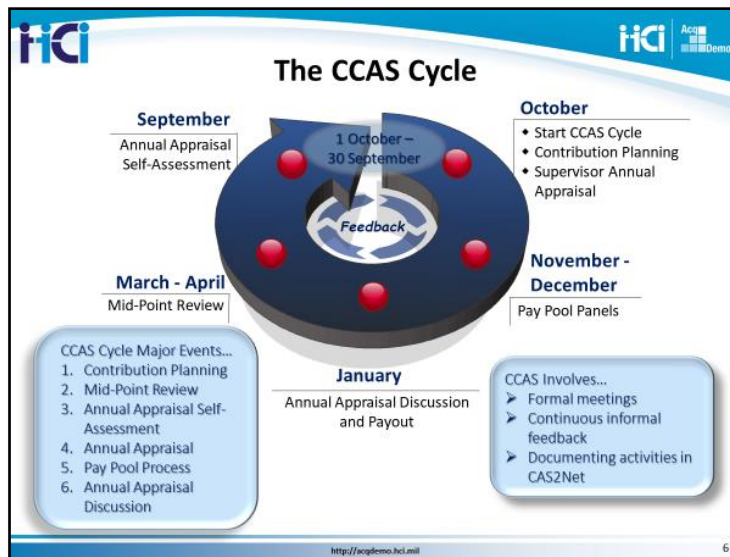 HCi
HCi
Acq
Demo
The CCAS Cycle
September
Annual Appraisal
Self-Assessment
1 October –
30 September
October
◆ Start CCAS Cycle
◆ Contribution Planning
◆ Supervisor Annual
Appraisal
Feedback
March - April
Mid-Point Review
November -
December
Pay Pool Panels
January
Annual Appraisal Discussion
and Payout
CCAS Cycle Major Events...
1. Contribution Planning
2. Mid-Point Review
3. Annual Appraisal Self-
Assessment
4. Annual Appraisal
5. Pay Pool Process
6. Annual Appraisal
Discussion
CCAS Involves...
➢ Formal meetings
➢ Continuous informal
feedback
➢ Documenting activities in
CAS2Net
http://acqdemo.hci.mil
6